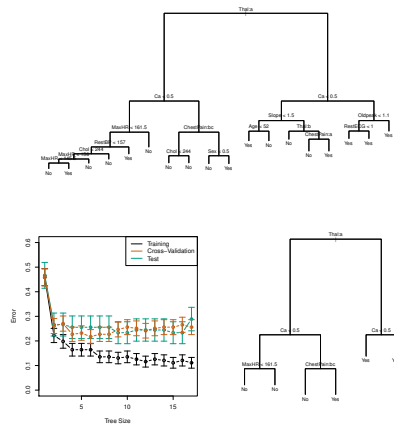 Thal:a
Ca < 0.5
Ca < 0.5
MaxHR < 161.5
ChestPain:bc
Slope < 1.5
Oldpeak < 1.1
RestBP < 157
Chol < 244
MaxHR < 156
MaxHR < 145.5
No
No
Yes
No
No
No
Yes
No
Chol < 244
Sex < 0.5
No
No
No
Yes
Age < 52
Thal:b
ChestPain:a
Yes
No
No
No
Yes
RestECG < 1
Yes
Yes
Yes
Training
Cross−Validation
Test
Error
0.0
0.1
0.2
0.3
0.4
0.5
0.6
5
10
15
Tree Size
Thal:a
Ca < 0.5
Ca < 0.5
MaxHR < 161.5
ChestPain:bc
Yes
No
No
No
Yes